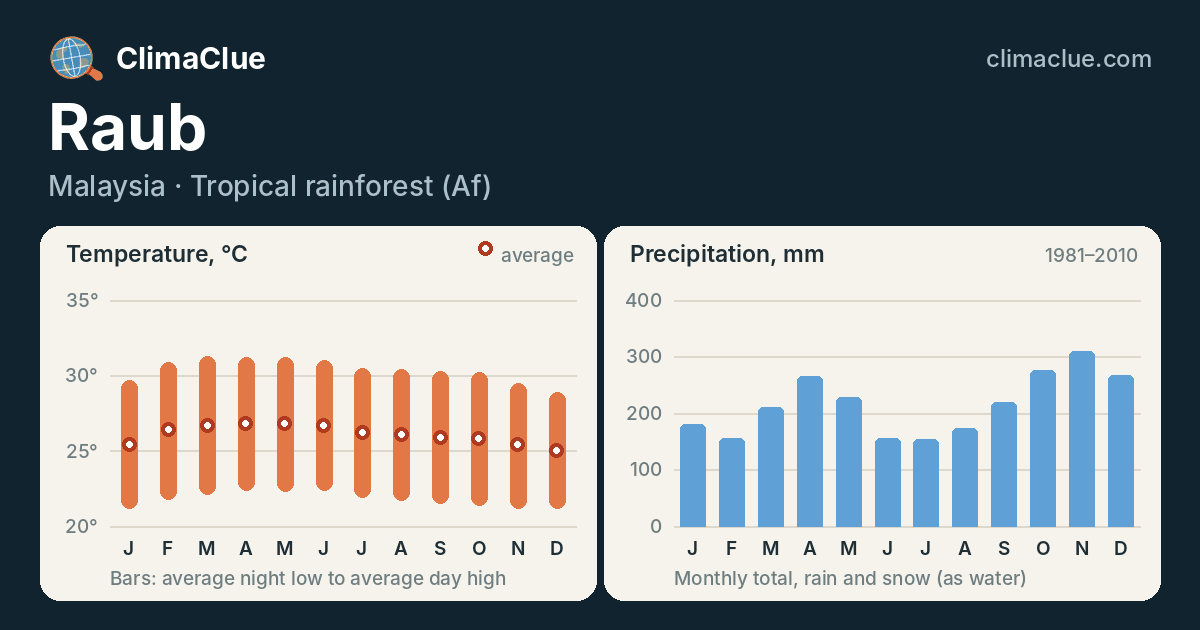 ClimaClue
climaclue.com
Raub
Malaysia · Tropical rainforest (Af)
Temperature, °C
average
35°
30°
25°
20°
J F M A M J J A S O N D
Bars: average night low to average day high
Precipitation, mm
1981–2010
400
300
200
100
0
J F M A M J J A S O N D
Monthly total, rain and snow (as water)